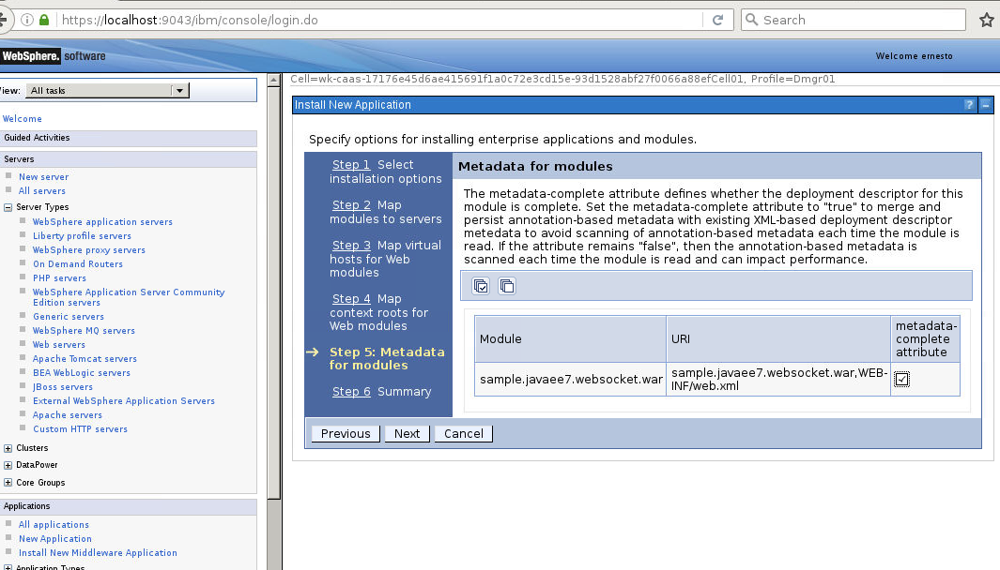 https://localhost:9043/ibm/console/login.do
Search
WebSphere. software
Welcome ernesto
iew: All tasks
Cell=wk-caas-17176e45d6ae415691f1a0c72e3cd15e-93d1528abf27f0066a88efCell01, Profile=Dmgr01
Welcome
Guided Activities
Servers
New server
All servers
Server Types
WebSphere application servers
Liberty profile servers
WebSphere proxy servers
On Demand Routers
PHP servers
WebSphere Application Server Community
Edition servers
Generic servers
WebSphere MQ servers
Web servers
Apache Tomcat servers
BEA WebLogic servers
JBoss servers
External WebSphere Application Servers
Apache servers
Custom HTTP servers
Clusters
DataPower
Core Groups
Applications
All applications
New Application
Install New Middleware Application
Application Types
Install New Application
?
Specify options for installing enterprise applications and modules.
Step 1 Select
installation options
Step 2 Map
modules to servers
Step 3 Map virtual
hosts for Web
modules
Step 4 Map
context roots for
Web modules
Step 5: Metadata
for modules
Step 6 Summary
Metadata for modules
The metadata-complete attribute defines whether the deployment descriptor for this
module is complete. Set the metadata-complete attribute to "true" to merge and
persist annotation-based metadata with existing XML-based deployment descriptor
metedata to avoid scanning of annotation-based metadata each time the module is
read. If the attribute remains "false", then the annotation-based metadata is
scanned each time the module is read and can impact performance.
Module
URI
metadata-
complete
attribute
sample.javaee7.websocket.war
sample.javaee7.websocket.war,WEB-
INF/web.xml
Previous
Next
Cancel